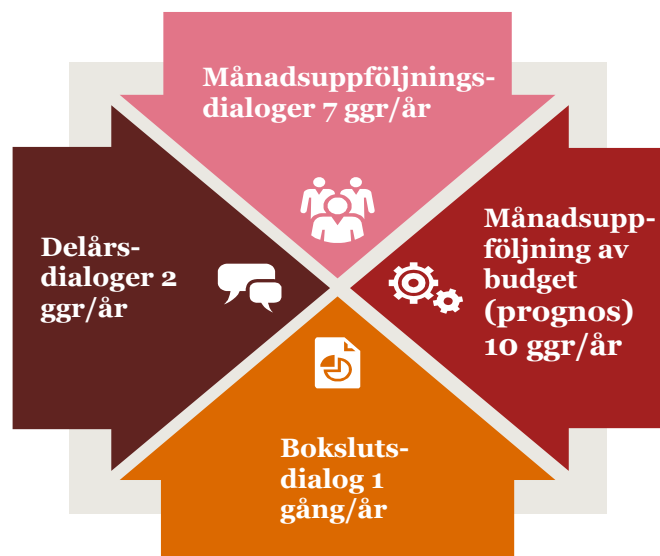 Månadsuppföljnings-
dialoger 7 ggr/år
Delårs-
dialoger 2
ggr/år
Månadsupp-
följning av
budget
(prognos)
10 ggr/år
Boksluts-
dialog 1
gång/år